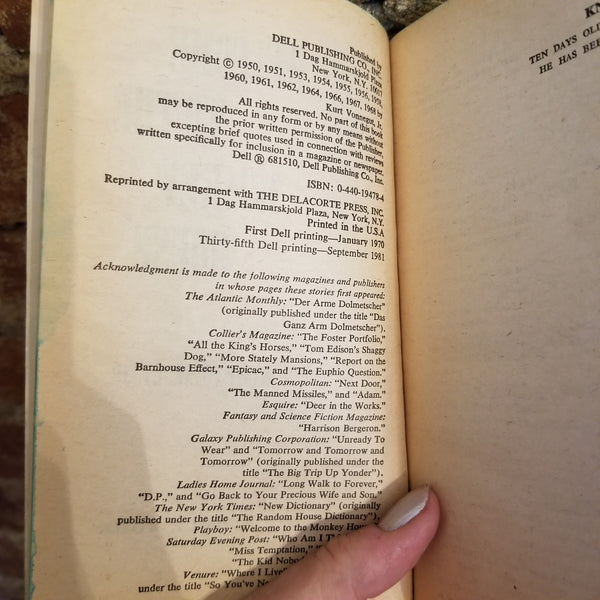 Published by
DELL PUBLISHING CO., INC.
1 Dag Hammarskjold Plaza
New York, N.Y. 10017
Copyright © 1950, 1951, 1953, 1954, 1955, 1956, 1958,
1960, 1961, 1962, 1964, 1966, 1967, 1968 by
Kurt Vonnegut, Jr.
All rights reserved. No part of this book
may be reproduced in any form or by any means without
the prior written permission of the Publisher,
excepting brief quotes used in connection with reviews
written specifically for inclusion in a magazine or newspaper.
Dell ® 681510, Dell Publishing Co., Inc.
ISBN: 0-440-19478-4
Reprinted by arrangement with THE DELACORTE PRESS, INC.
1 Dag Hammarskjold Plaza, New York, N.Y.
Printed in the U.S.A
First Dell printing—January 1970
Thirty-fifth Dell printing—September 1981
Acknowledgment is made to the following magazines and publishers
in whose pages these stories first appeared:
The Atlantic Monthly: "Der Arme Dolmetscher"
(originally published under the title "Das
Ganz Arm Dolmetscher").
Collier's Magazine: "The Foster Portfolio,"
"All the King's Horses," "Tom Edison's Shaggy
Dog," "More Stately Mansions," "Report on the
Barnhouse Effect," "Epicac," and "The Euphio Question."
Cosmopolitan: "Next Door,"
"The Manned Missiles," and "Adam."
Esquire: "Deer in the Works."
Fantasy and Science Fiction Magazine:
"Harrison Bergeron."
Galaxy Publishing Corporation: "Unready To
Wear" and "Tomorrow and Tomorrow and
Tomorrow" (originally published under the
title "The Big Trip Up Yonder").
Ladies Home Journal: "Long Walk to Forever,"
"D.P.," and "Go Back to Your Precious Wife and Son."
The New York Times: "New Dictionary" (originally
published under the title "The Random House Dictionary").
Playboy: "Welcome to the Monkey
Saturday Evening Post: "Who Am I
"Miss Temptation,"
"The Kid
Venure: "Where I Live"
under the title "So You've
KN
TEN DAYS OL
HE HAS BEE